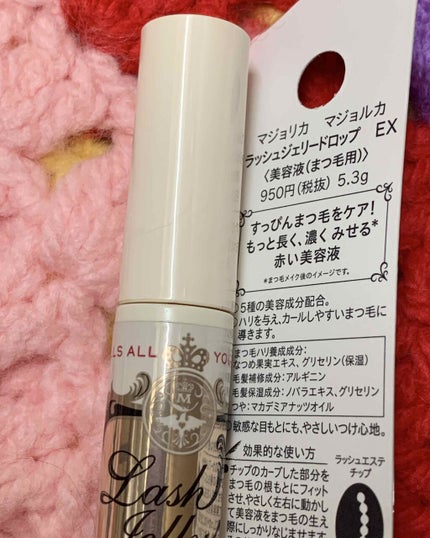 マジョリカ マジョルカ
ラッシュジェリードロップ EX
〈美容液(まつ毛用)〉
950円(税抜) 5.3g
すっぴんまつ毛をケア!
もっと長く、濃くみせる*
赤い美容液
*まつ毛メイク後のイメージです。
5種の美容成分配合。
ハリを与え、カールしやすいまつ毛に
導きます。
まつ毛ハリ養成成分:
なつめ果実エキス、グリセリン(保湿)
毛髪補修成分:アルギニン
毛髪保湿成分:ノバラエキス、グリセリン
つや:マカデミアナッツオイル
敏感な目もとにも、やさしいつけ心地。
効果的な使い方
ラッシュエステ
チップ
・チップのカーブした部分を
まつ毛の根もとにフィット
させ、やさしく左右に動かし
て美容液をまつ毛の生え
際にしっかりなじませます。
LS ALL YO
M
Lash
Jelly